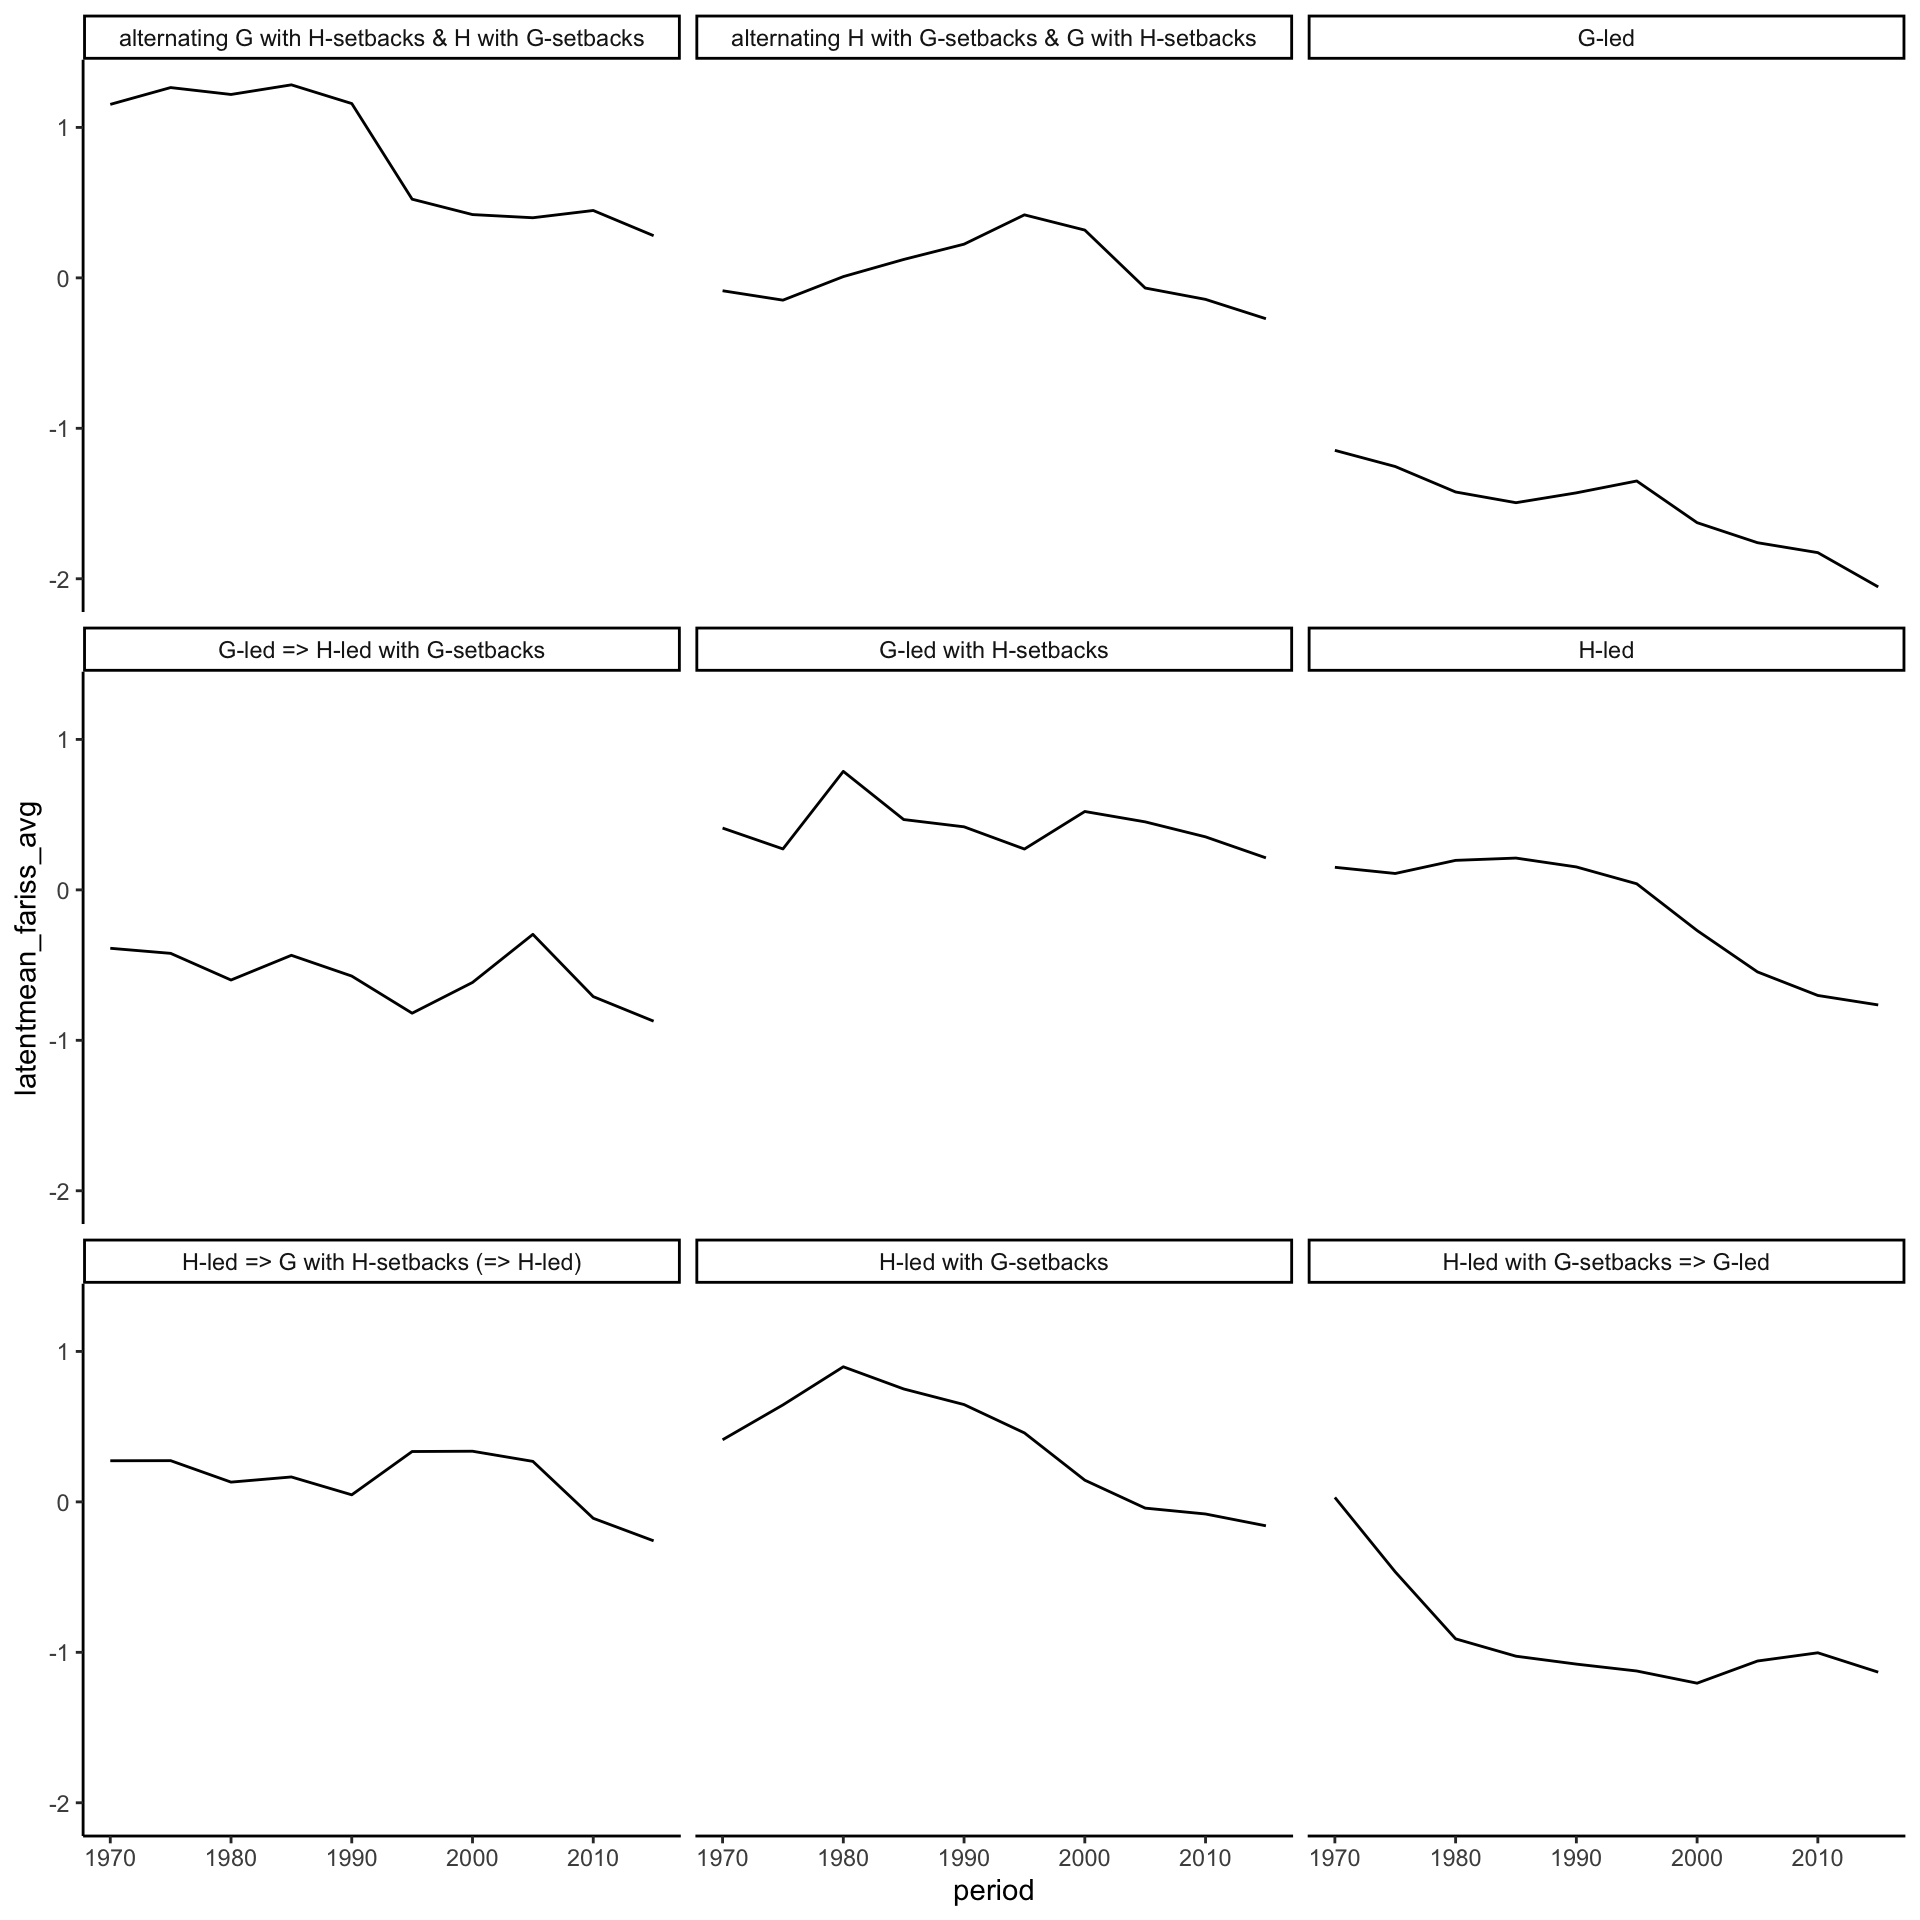 alternating G with H-setbacks & H with G-setbacks
alternating H with G-setbacks & G with H-setbacks
G-led
1
0
-1
-2
G-led => H-led with G-setbacks
G-led with H-setbacks
H-led
1
0
-1
-2
latentmean_fariss_avg
H-led => G with H-setbacks (=> H-led)
H-led with G-setbacks
H-led with G-setbacks => G-led
1
0
-1
-2
1970 1980 1990 2000 2010
1970 1980 1990 2000 2010
1970 1980 1990 2000 2010
period